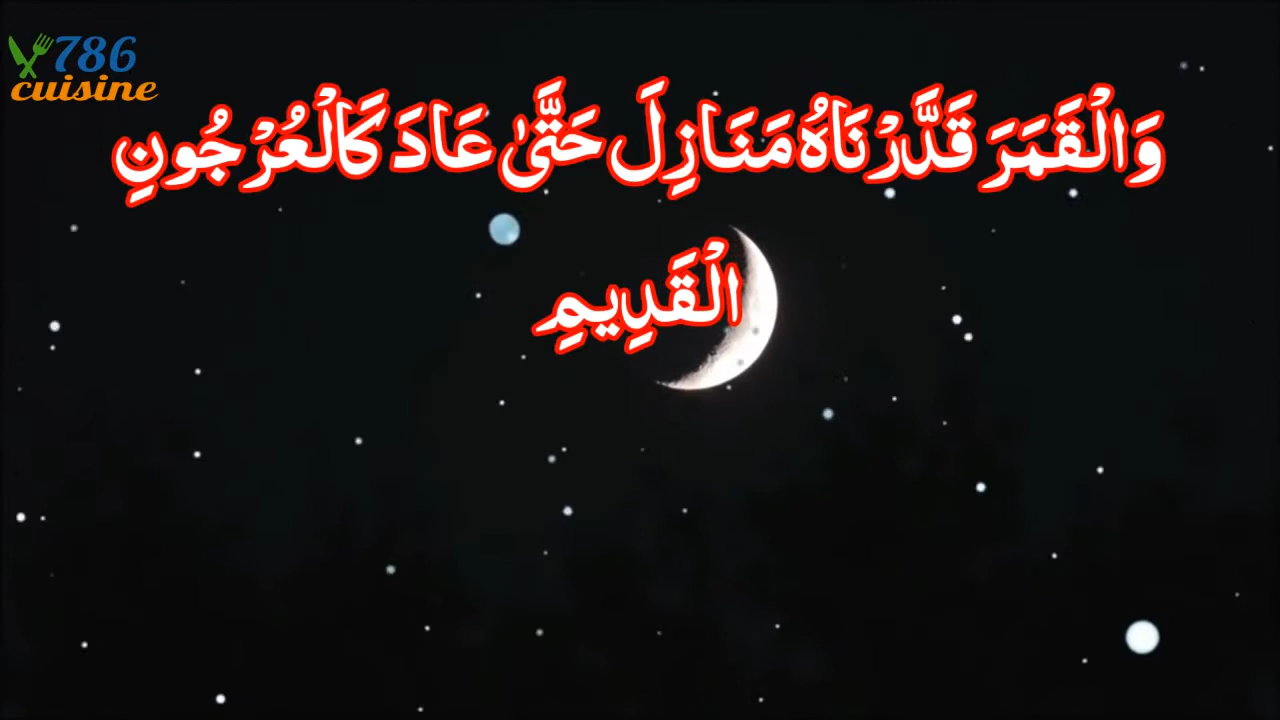 786
cuisine
وَالْقَمَرَ قَدَّرْنَاهُ مَنَازِلَ حَتَّىٰ عَادَ كَالْعُرْجُونِ
الْقَدِيمِ